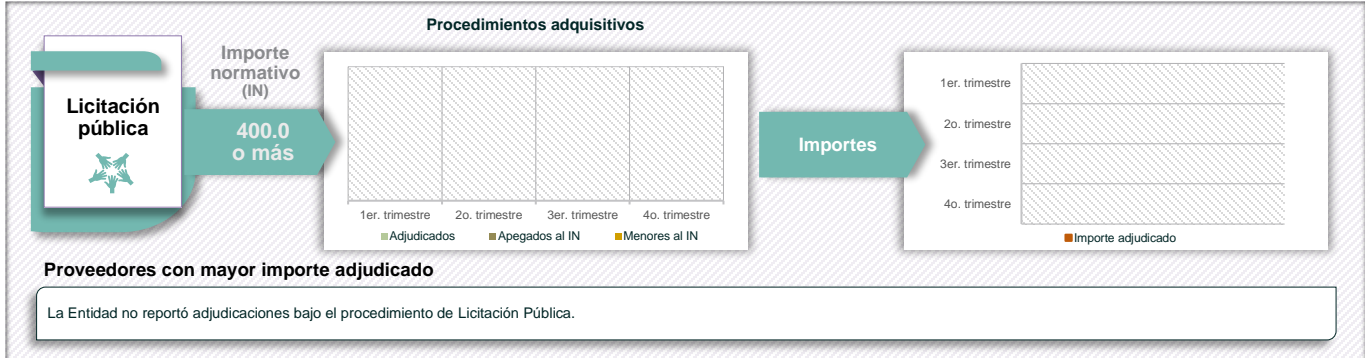 Procedimientos adquisitivos
Licitación
pública
Importe
normativo
(IN)
400.0
o más
1er. trimestre
2o. trimestre
3er. trimestre
4o. trimestre
Adjudicados
Apegados al IN
Menores al IN
Importes
1er. trimestre
2o. trimestre
3er. trimestre
4o. trimestre
Importe adjudicado
Proveedores con mayor importe adjudicado
La Entidad no reportó adjudicaciones bajo el procedimiento de Licitación Pública.